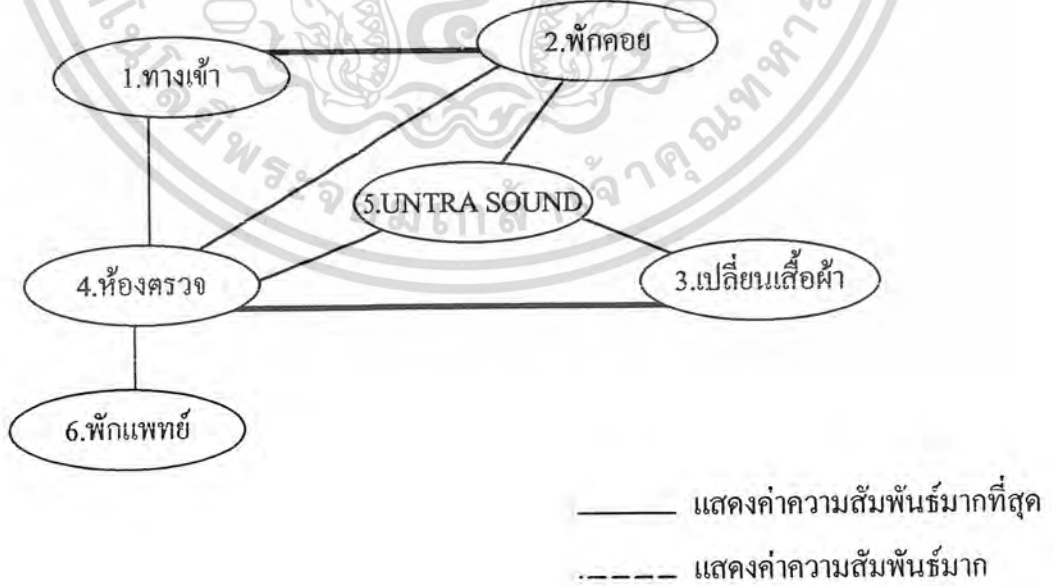 2.พักคอย
1.ทางเข้า
5.UNTRA SOUND
4.ห้องตรวจ
3.เปลี่ยนเสื้อผ้า
6.พักแพทย์
แสดงค่าความสัมพันธ์มากที่สุด
แสดงค่าความสัมพันธ์มาก